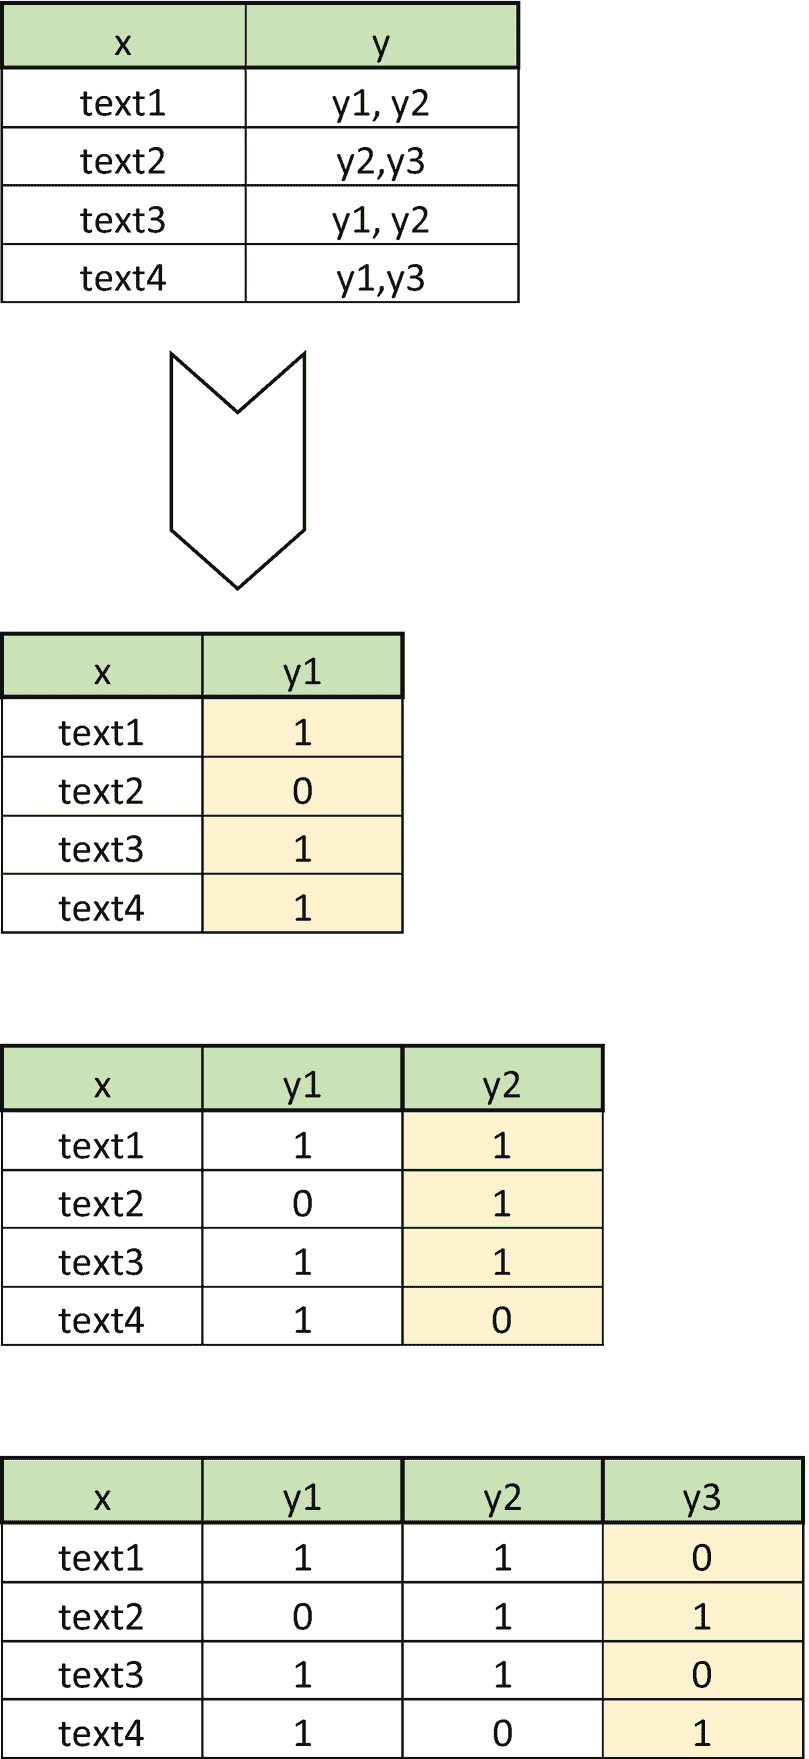 x y
text1 y1, y2
text2 y2,y3
text3 y1, y2
text4 y1,y3
x y1
text1 1
text2 0
text3 1
text4 1
x y1 y2
text1 1 1
text2 0 1
text3 1 1
text4 1 0
x y1 y2 y3
text1 1 1 0
text2 0 1 1
text3 1 1 0
text4 1 0 1